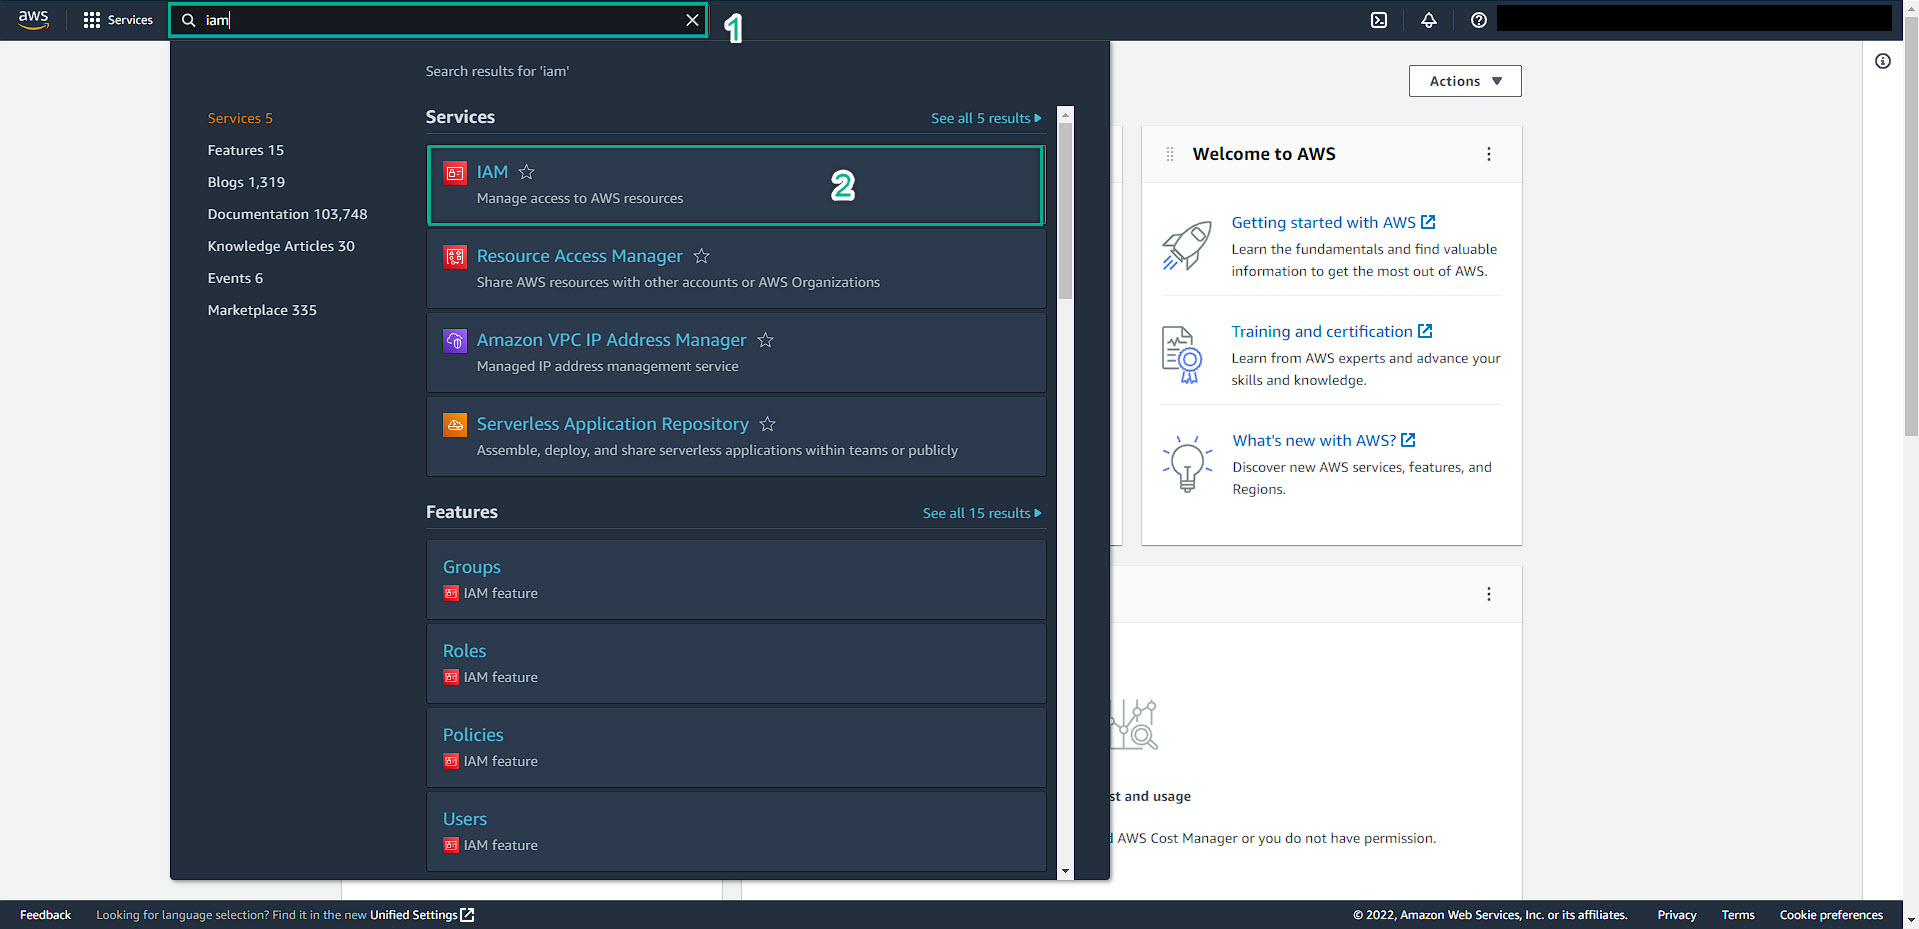 aws
Services
iam
1
Search results for 'iam'
Services 5
Features 15
Blogs 1,319
Documentation 103,748
Knowledge Articles 30
Events 6
Marketplace 335
Services
See all 5 results
IAM
Manage access to AWS resources
2
Resource Access Manager
Share AWS resources with other accounts or AWS Organizations
Amazon VPC IP Address Manager
Managed IP address management service
Serverless Application Repository
Assemble, deploy, and share serverless applications within teams or publicly
Features
See all 15 results
Groups
IAM feature
Roles
IAM feature
Policies
IAM feature
Users
IAM feature
Actions
Welcome to AWS
Getting started with AWS
Learn the fundamentals and find valuable
information to get the most out of AWS.
Training and certification
Learn from AWS experts and advance your
skills and knowledge.
What's new with AWS?
Discover new AWS services, features, and
Regions.
st and usage
d AWS Cost Manager or you do not have permission.
Feedback
Looking for language selection? Find it in the new Unified Settings
© 2022, Amazon Web Services, Inc. or its affiliates.
Privacy
Terms
Cookie preferences